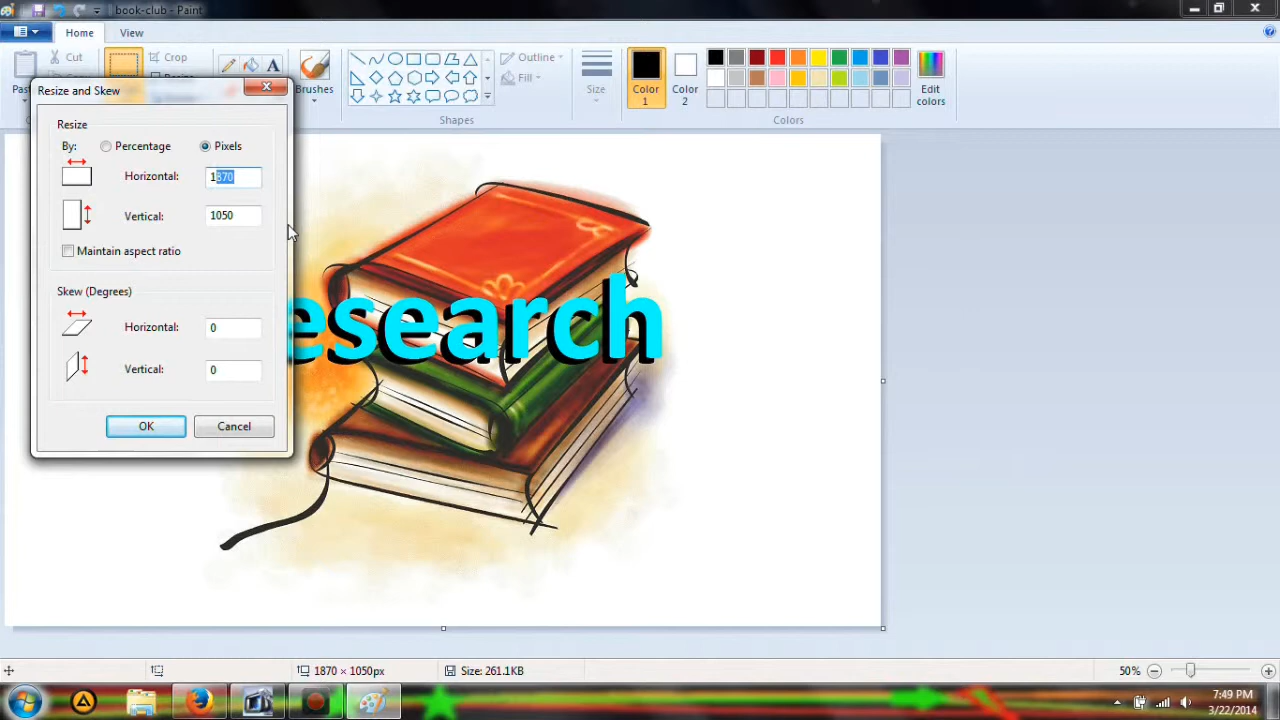 book-club - Paint
Home
View
Cut
Crop
Brushes
Shapes
Outline
Fill
Size
Color
1
Color
2
Edit
colors
Colors
Resize and Skew
Resize
By:
Percentage
Pixels
Horizontal:
1870
Vertical:
1050
Maintain aspect ratio
Skew (Degrees)
Horizontal:
0
Vertical:
0
OK
Cancel
esearch
1870 × 1050px
Size: 261.1KB
50%
7:49 PM
3/22/2014